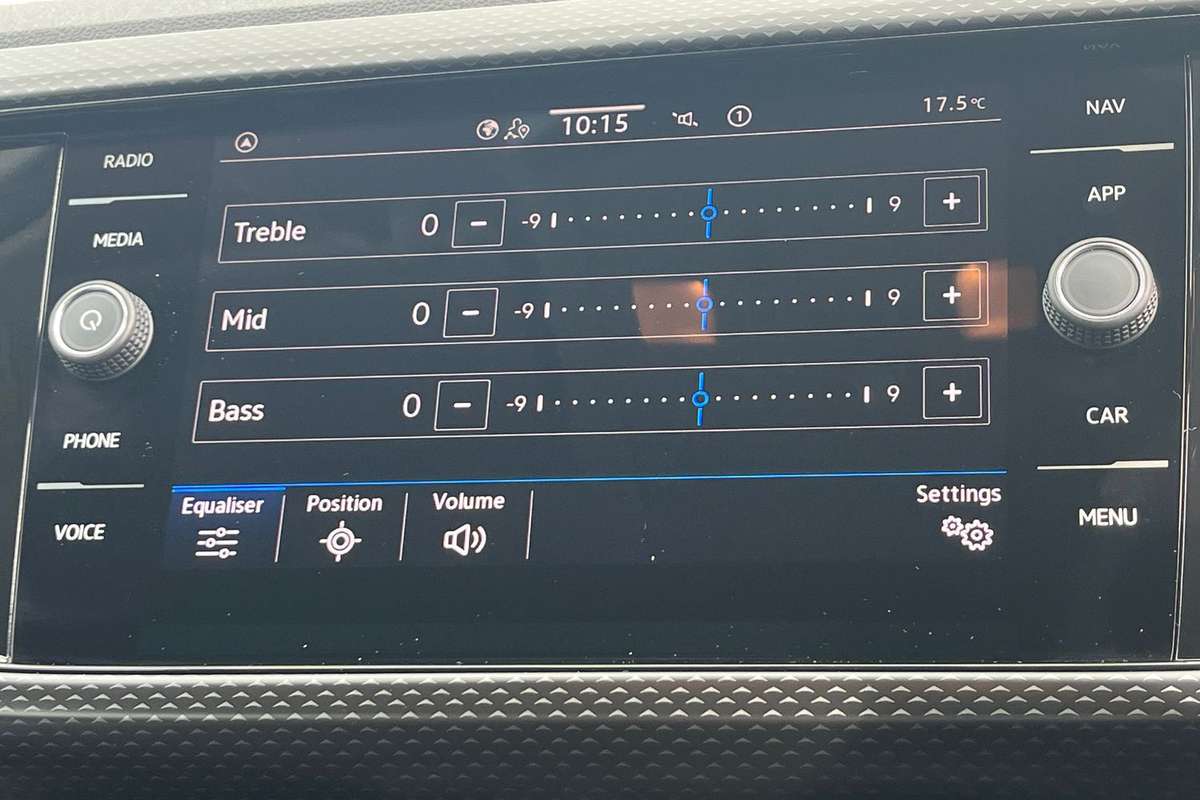 10:15
1
17.5°C
RADIO
MEDIA
PHONE
VOICE
Treble 0 - -9 9 +
Mid 0 - -9 9 +
Bass 0 - -9 9 +
Equaliser Position Volume Settings
NAV
APP
CAR
MENU